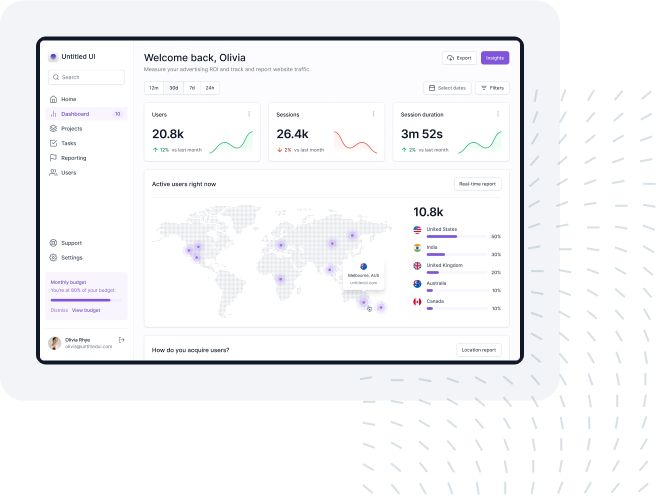 Untitled UI
Search
Home
Dashboard 10
Projects
Tasks
Reporting
Users
Support
Settings
Monthly budget
You're at 80% of your budget.
Dismiss View budget
Olivia Rhye
olivia@untitledui.com
Welcome back, Olivia
Measure your advertising ROI and track and report website traffic.
Export
Insights
12m 30d 7d 24h
Select dates
Filters
Users
20.8k
12% vs last month
Sessions
26.4k
2% vs last month
Session duration
3m 52s
2% vs last month
Active users right now
Real-time report
Melbourne, AUS
untitledui.com
10.8k
United States
50%
India
30%
United Kingdom
20%
Australia
10%
Canada
10%
How do you acquire users?
Location report